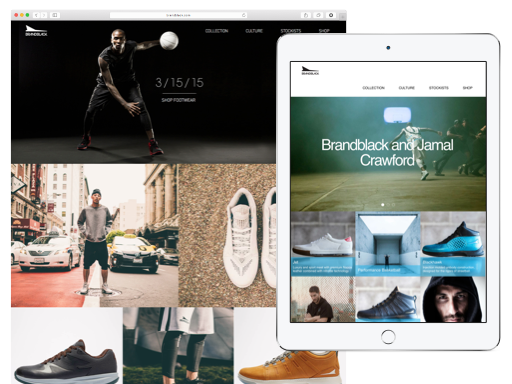 brandblack.com
BRANDBLACK
COLLECTION CULTURE STOCKISTS SHOP
3/15/15
SHOP FOOTWEAR
BRANDBLACK
COLLECTION CULTURE STOCKISTS SHOP
Brandblack and Jamal
Crawford
Performance Basketball